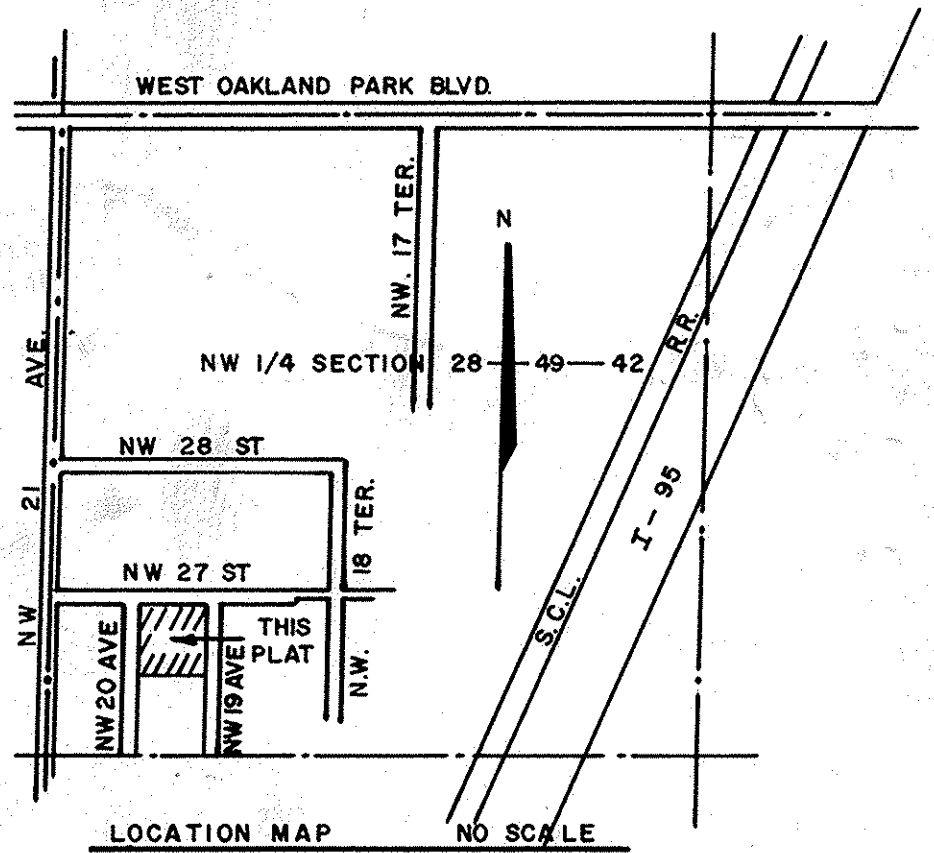 WEST OAKLAND PARK BLVD.
NW. 17 TER.
N
NW 21 AVE.
NW 1/4 SECTION 28 — 49 — 42
S.C.L. R.R.
I-95
NW 28 ST
N.W. 18 TER.
NW 27 ST
THIS
PLAT
NW 20 AVE
NW 19 AVE
LOCATION MAP NO SCALE